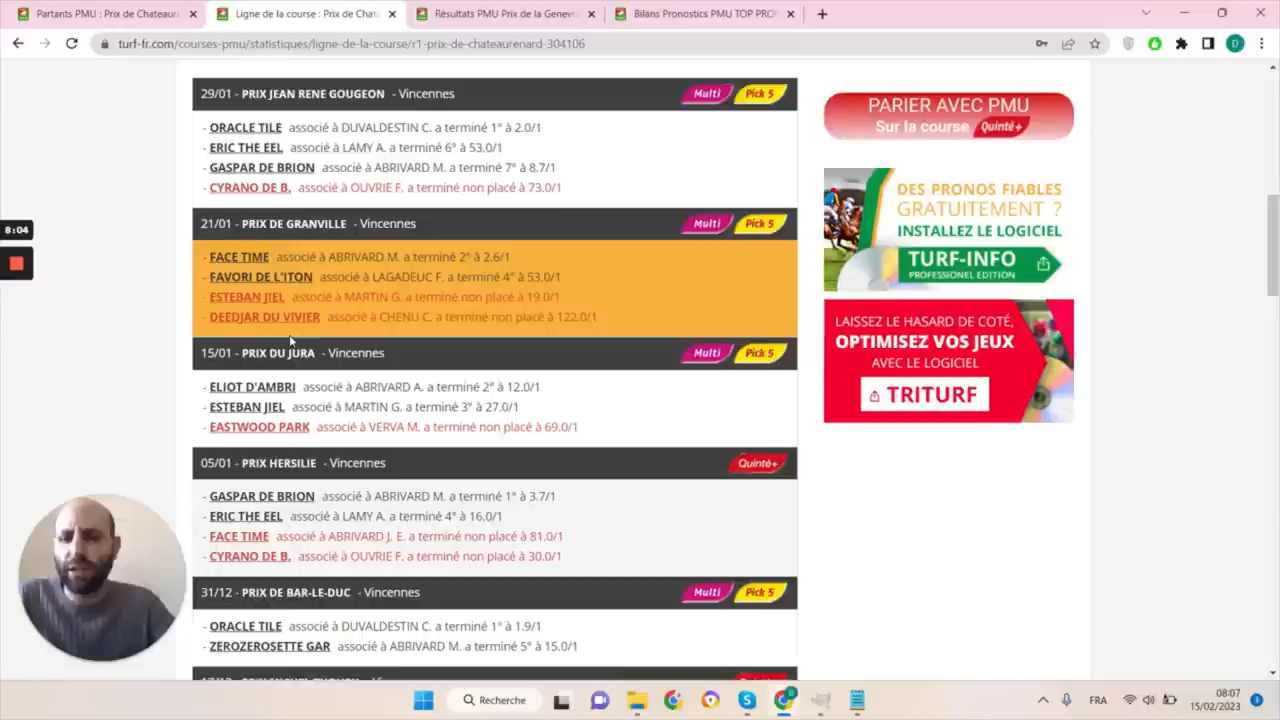 Partants PMU : Prix de Chateaur
Ligne de la course : Prix de Chat
Résultats PMU Prix de la Genevr
Bilans Pronostics PMU TOP PRO
turf-fr.com/courses-pmu/statistiques/ligne-de-la-course/r1-prix-de-chateaurenard-304106
D
29/01 - PRIX JEAN RENE GOUGEON - Vincennes Multi Pick 5
- ORACLE TILE associé à DUVALDESTIN C. a terminé 1° à 2.0/1
- ERIC THE EEL associé à LAMY A. a terminé 6° à 53.0/1
- GASPAR DE BRION associé à ABRIVARD M. a terminé 7° à 8.7/1
- CYRANO DE B. associé à OUVRIE F. a terminé non placé à 73.0/1
21/01 - PRIX DE GRANVILLE - Vincennes Multi Pick 5
- FACE TIME associé à ABRIVARD M. a terminé 2° à 2.6/1
- FAVORI DE L'ITON associé à LAGADEUC F. a terminé 4° à 53.0/1
- ESTEBAN JIEL associé à MARTIN G. a terminé non placé à 19.0/1
- DEEDJAR DU VIVIER associé à CHENU C. a terminé non placé à 122.0/1
15/01 - PRIX DU JURA - Vincennes Multi Pick 5
- ELIOT D'AMBRI associé à ABRIVARD A. a terminé 2° à 12.0/1
- ESTEBAN JIEL associé à MARTIN G. a terminé 3° à 27.0/1
- EASTWOOD PARK associé à VERVA M. a terminé non placé à 69.0/1
05/01 - PRIX HERSILIE - Vincennes Quinté+
- GASPAR DE BRION associé à ABRIVARD M. a terminé 1° à 3.7/1
- ERIC THE EEL associé à LAMY A. a terminé 4° à 16.0/1
- FACE TIME associé à ABRIVARD J. E. a terminé non placé à 81.0/1
- CYRANO DE B. associé à OUVRIE F. a terminé non placé à 30.0/1
31/12 - PRIX DE BAR-LE-DUC - Vincennes Multi Pick 5
- ORACLE TILE associé à DUVALDESTIN C. a terminé 1° à 1.9/1
- ZEROZEROSETTE GAR associé à ABRIVARD M. a terminé 5° à 15.0/1
PARIER AVEC PMU
Sur la course Quinté+
DES PRONOS FIABLES
GRATUITEMENT ?
INSTALLEZ LE LOGICIEL
TURF-INFO
PROFESSIONEL EDITION
LAISSEZ LE HASARD DE COTÉ,
OPTIMISEZ VOS JEUX
AVEC LE LOGICIEL
TRITURF
8:04
Recherche
FRA
08:07
15/02/2023